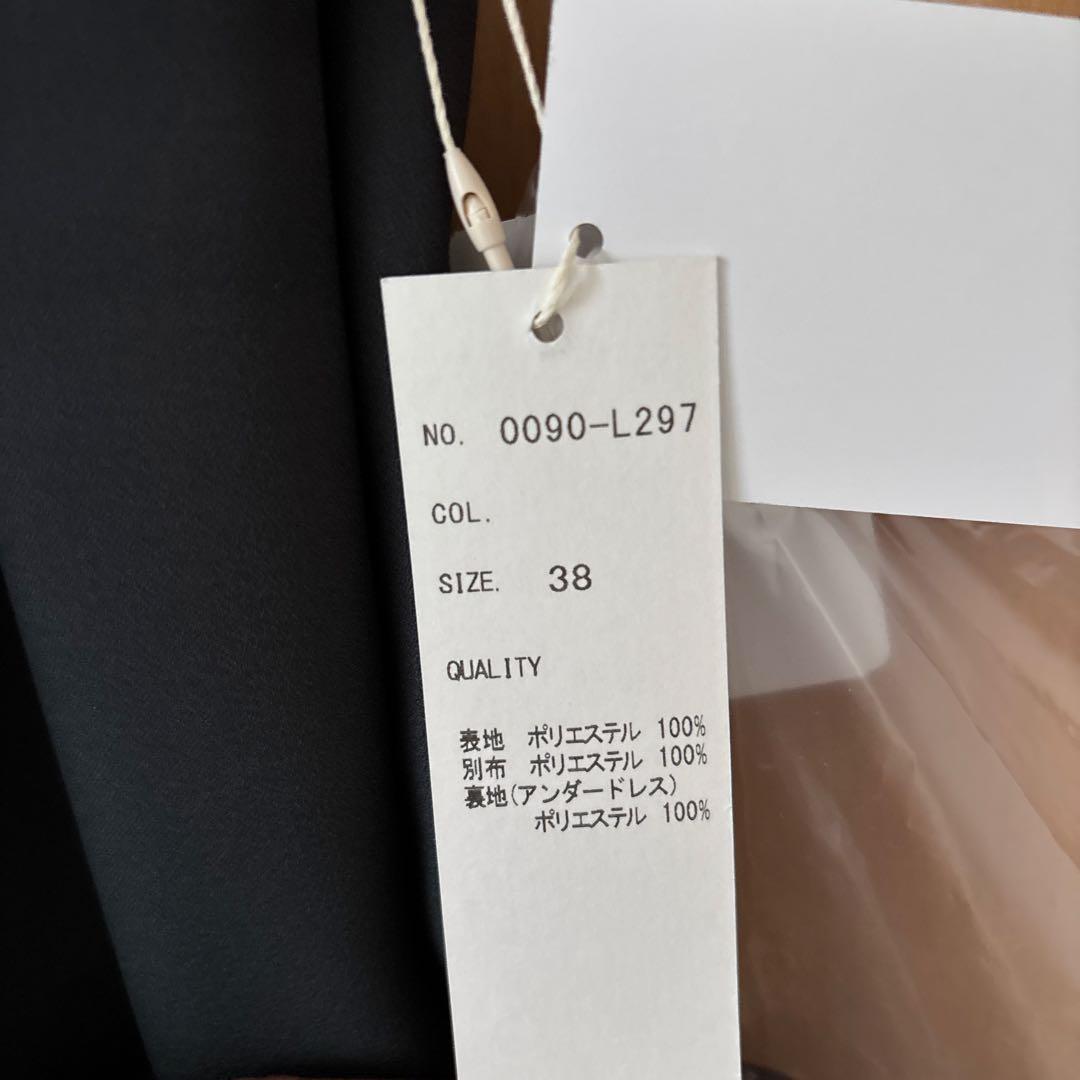 NO. 0090-L297
COL.
SIZE. 38
QUALITY
表地 ポリエステル 100%
別布 ポリエステル 100%
裏地(アンダードレス)
ポリエステル 100%